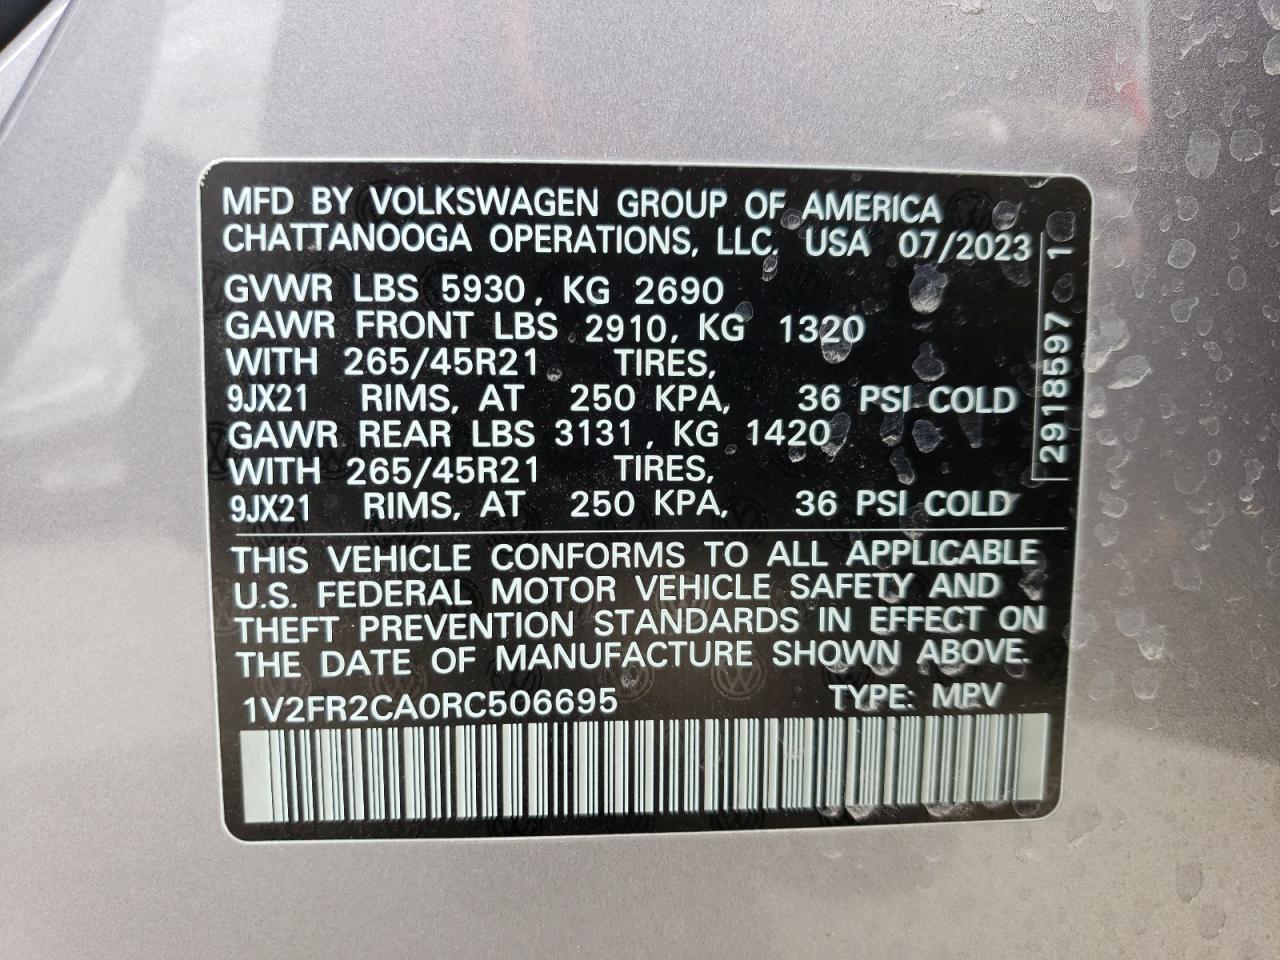 MFD BY VOLKSWAGEN GROUP OF AMERICA
CHATTANOOGA OPERATIONS, LLC. USA 07/2023
GVWR LBS 5930, KG 2690
GAWR FRONT LBS 2910, KG 1320
WITH 265/45R21 TIRES,
9JX21 RIMS, AT 250 KPA, 36 PSI COLD
GAWR REAR LBS 3131, KG 1420
WITH 265/45R21 TIRES,
9JX21 RIMS, AT 250 KPA, 36 PSI COLD
2918597 1
THIS VEHICLE CONFORMS TO ALL APPLICABLE
U.S. FEDERAL MOTOR VEHICLE SAFETY AND
THEFT PREVENTION STANDARDS IN EFFECT ON
THE DATE OF MANUFACTURE SHOWN ABOVE.
1V2FR2CA0RC506695 TYPE: MPV